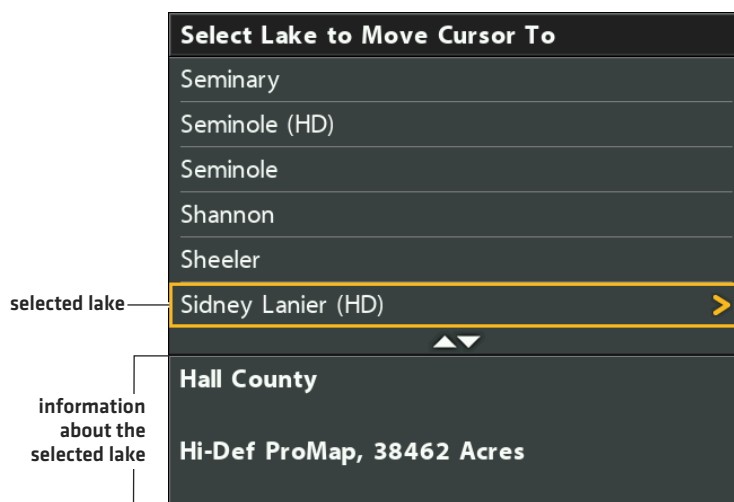 Select Lake to Move Cursor To
Seminary
Seminole (HD)
Seminole
Shannon
Sheeler
selected lake
Sidney Lanier (HD)
Hall County
information
about the
selected lake
Hi-Def ProMap, 38462 Acres